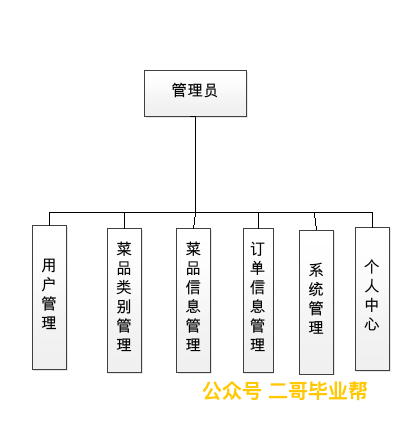 管理员
用户管理
菜品类别管理
菜品信息管理
订单信息管理
系统管理
个人中心
公众号 二哥毕业帮